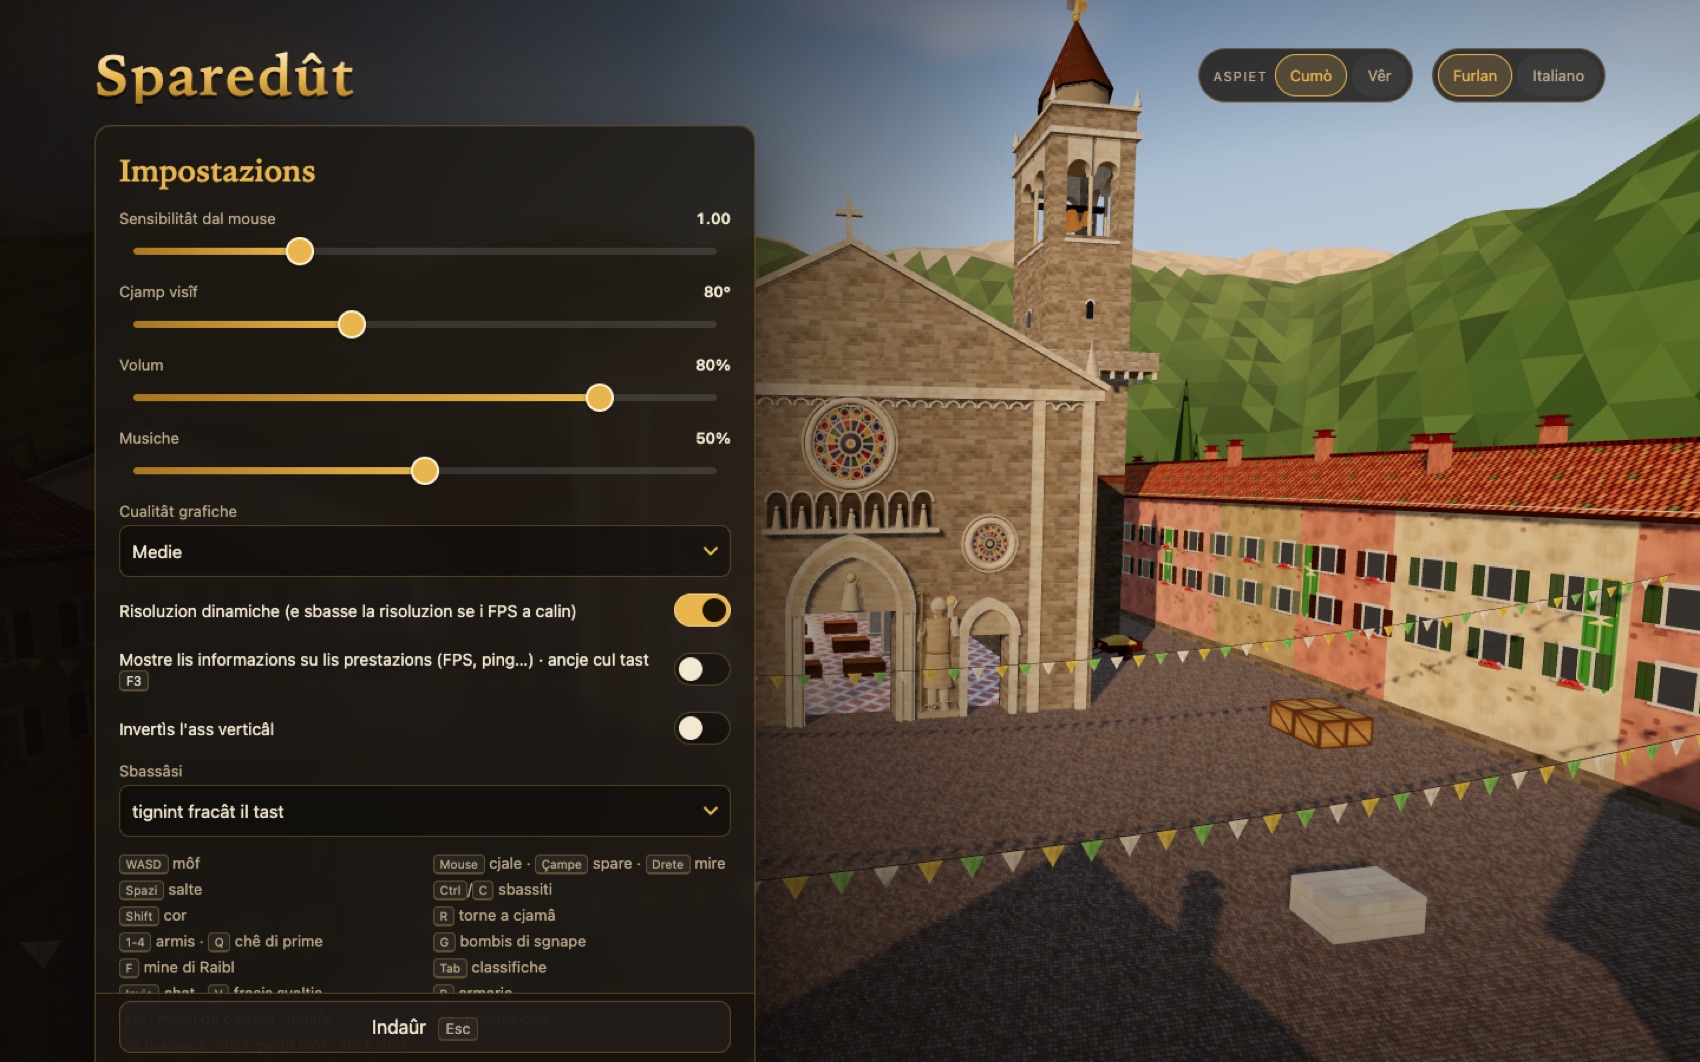 Sparedût
ASPIET Cumò Vêr Furlan Italiano
Impostazions
Sensibilitât dal mouse 1.00
Cjamp visîf 80°
Volum 80%
Musiche 50%
Cualitât grafiche
Medie
Risoluzion dinamiche (e sbasse la risoluzion se i FPS a calin)
Mostre lis informazions su lis prestazions (FPS, ping...) · ancje cul tast
F3
Invertìs l'ass verticâl
Sbassâsi
tignint fracât il tast
WASD môf
Mouse cjale · Çampe spare · Drete mire
Spazi salte
Ctrl/C sbassiti
Shift cor
R torne a cjamâ
1-4 armis · Q chê di prime
G bombis di sgnape
F mine di Raibl
Tab classifiche
Indaûr Esc